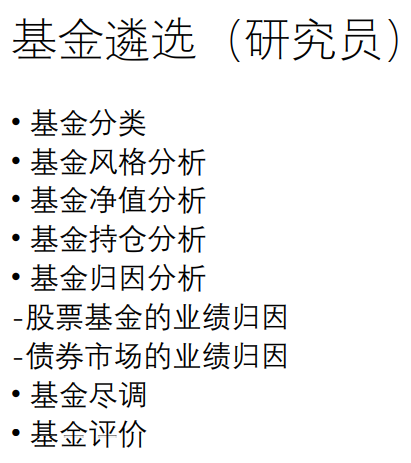 基金遴选（研究员）
• 基金分类
• 基金风格分析
• 基金净值分析
• 基金持仓分析
• 基金归因分析
-股票基金的业绩归因
-债券市场的业绩归因
• 基金尽调
• 基金评价